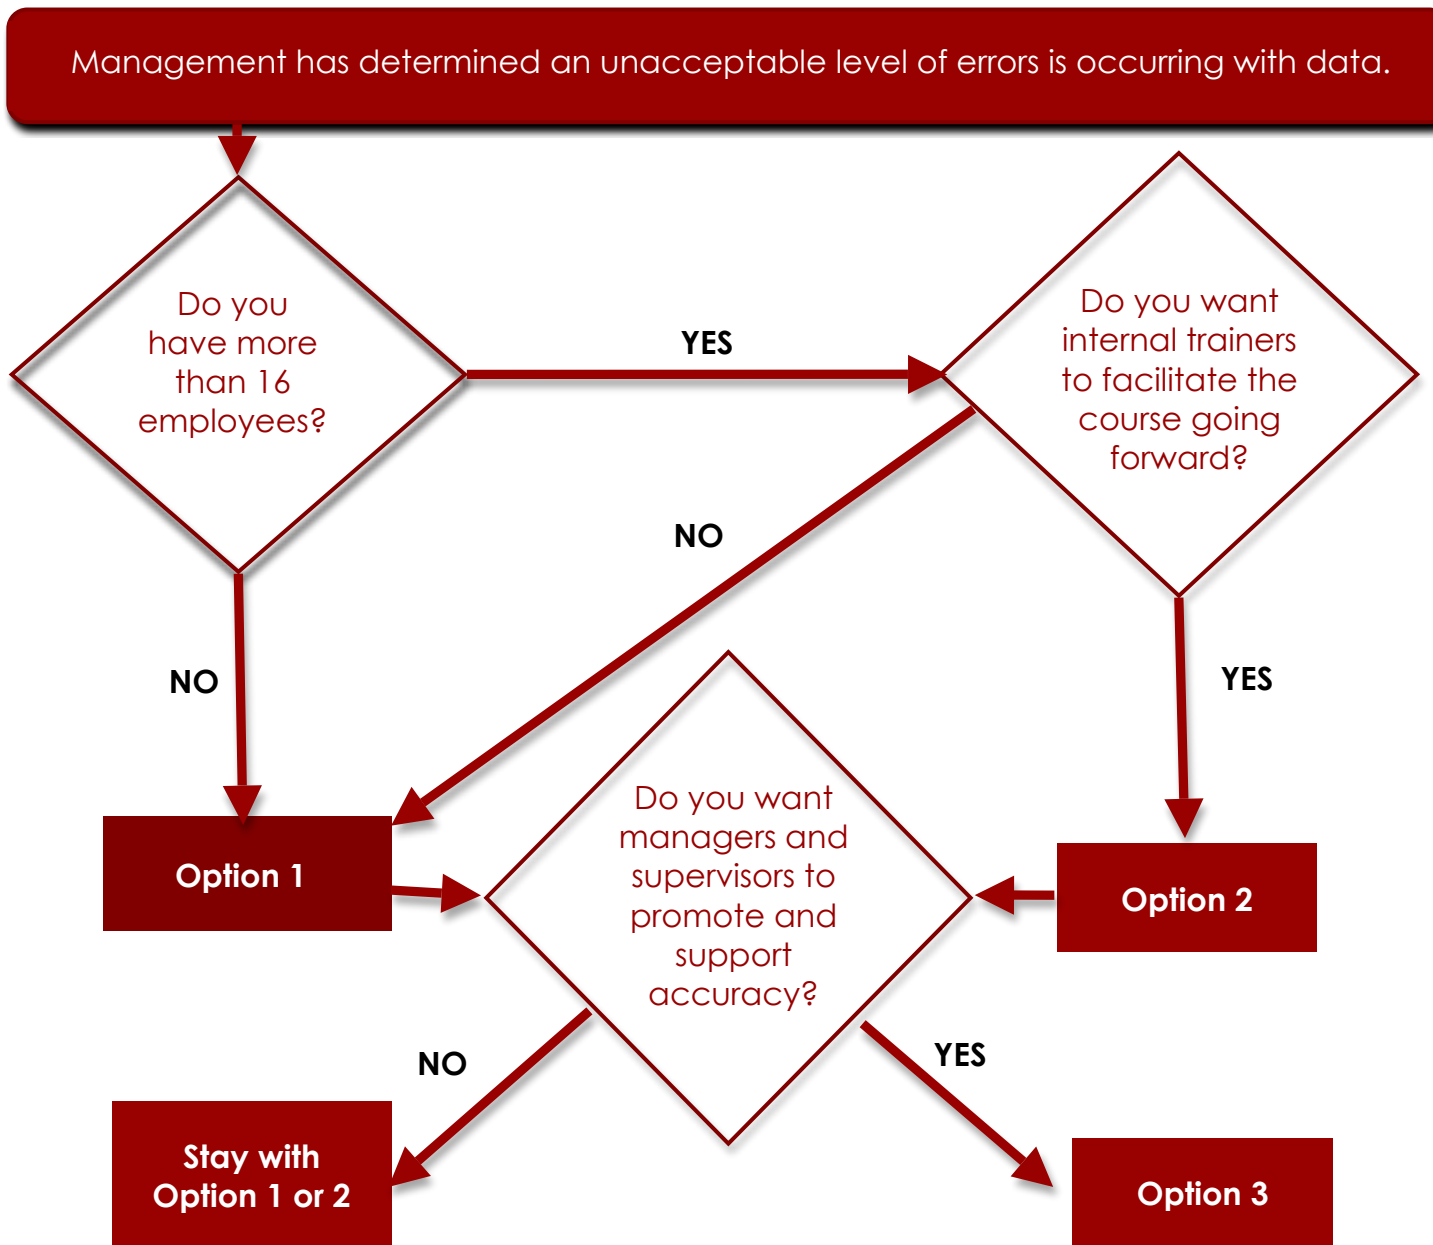 Management has determined an unacceptable level of errors is occurring with data.
Do you
have more
than 16
employees?
YES
Do you want
internal trainers
to facilitate the
course going
forward?
NO
NO
YES
Option 1
Do you want
managers and
supervisors to
promote and
support
accuracy?
Option 2
NO
YES
Stay with
Option 1 or 2
Option 3